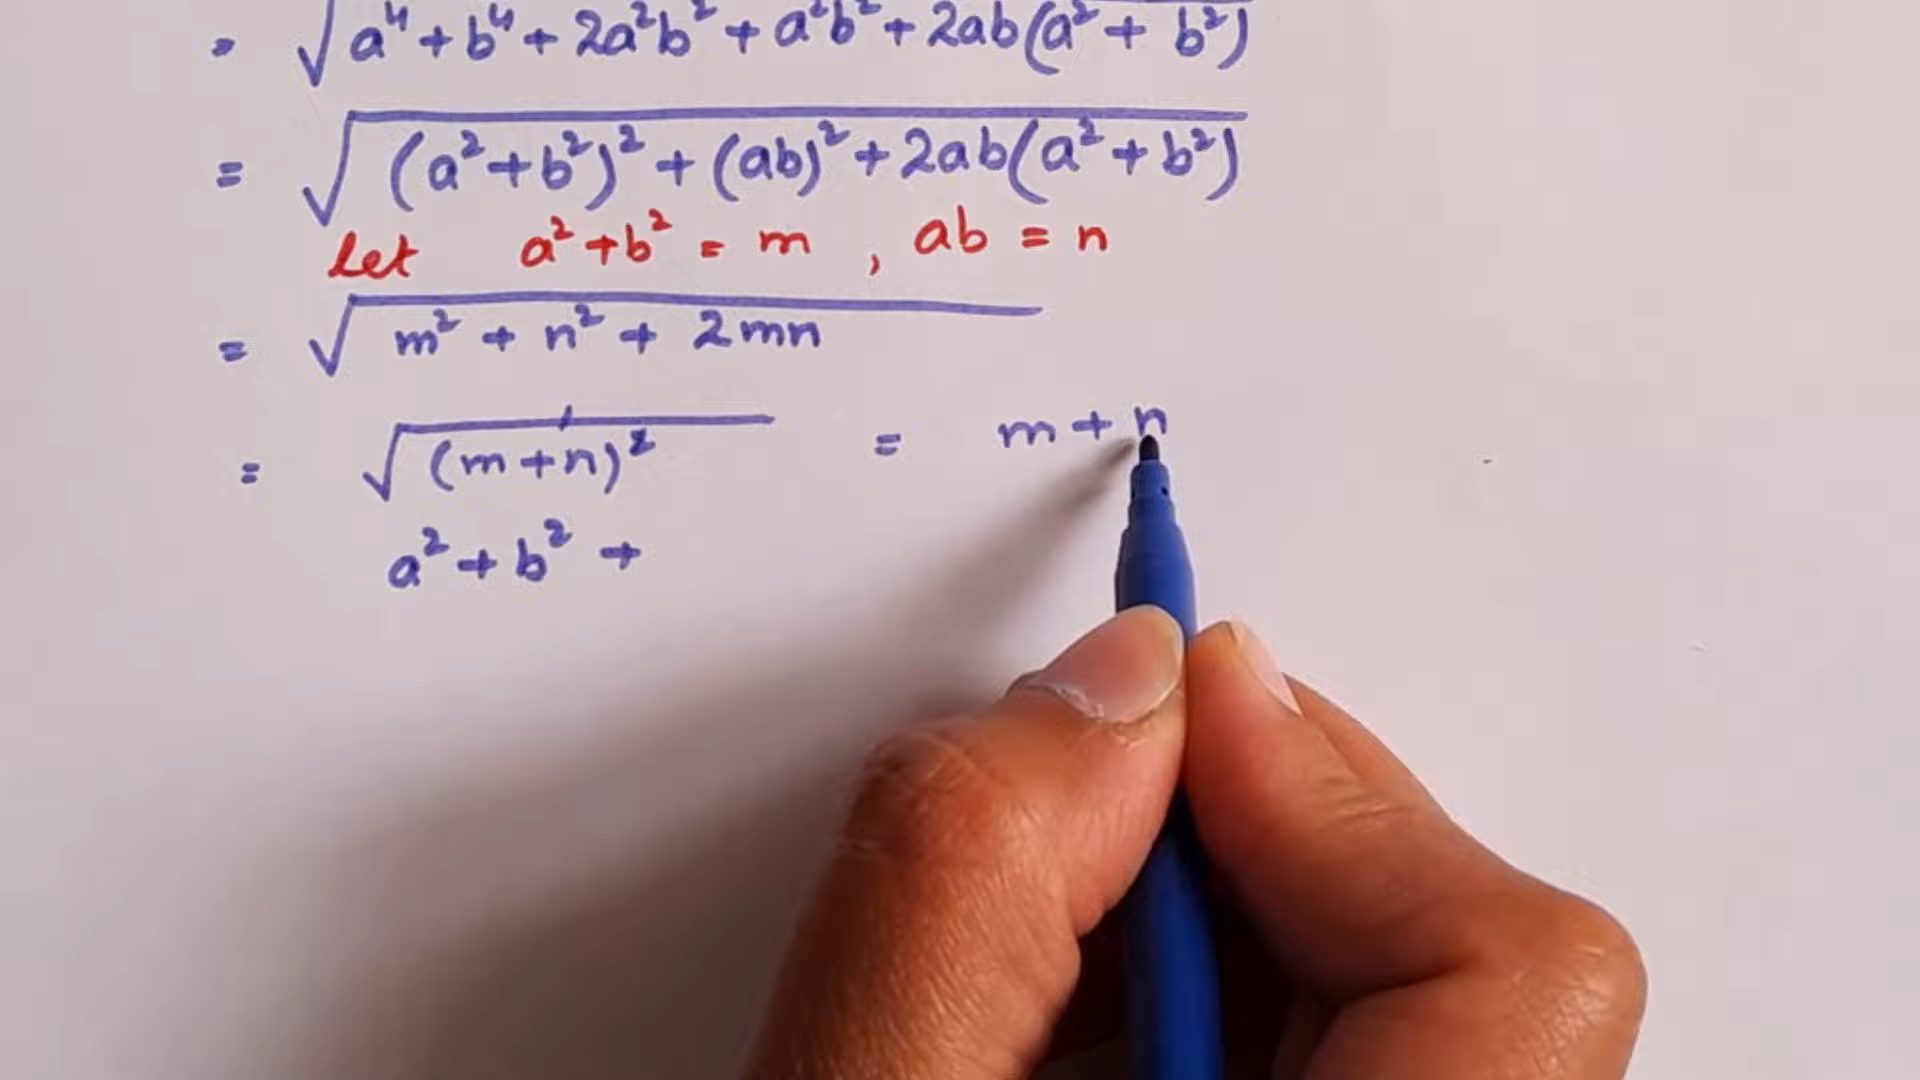 = √a⁴ + b⁴ + 2a²b² + a²b² + 2ab(a² + b²)
= √(a² + b²)² + (ab)² + 2ab(a² + b²)
Let a² + b² = m , ab = n
= √m² + n² + 2mn
= √(m + n)² = m + n
a² + b² +